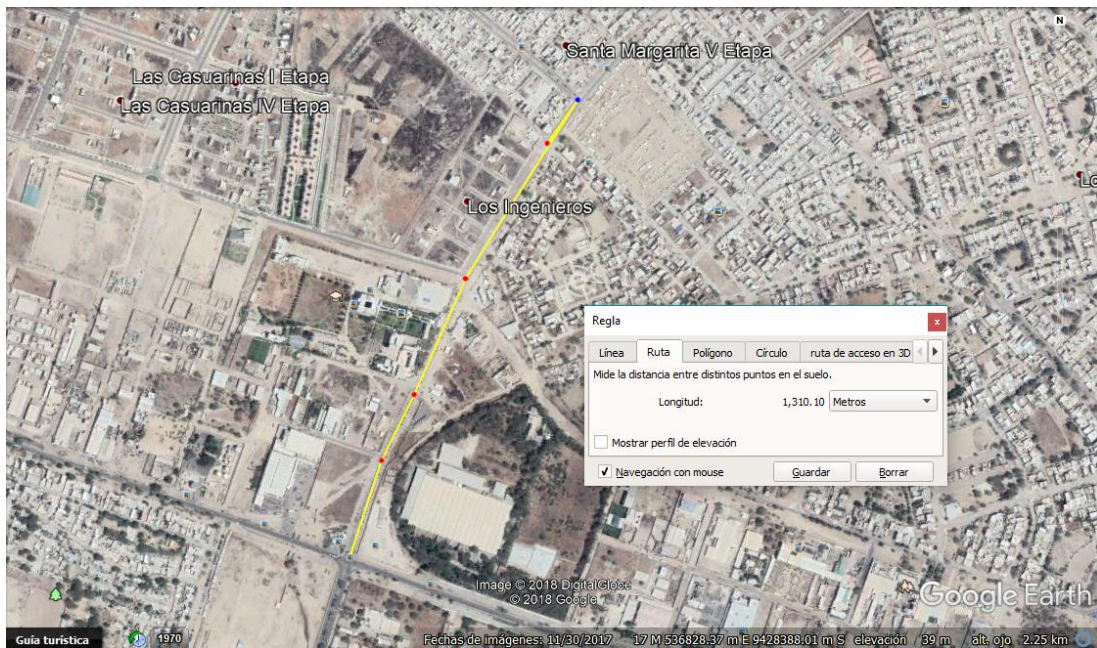 N
Santa Margarita V Etapa
Las Casuarinas I Etapa
Las Casuarinas IV Etapa
Lo
Los Ingenieros
Regla
x
Línea Ruta Polígono Círculo ruta de acceso en 3D
Mide la distancia entre distintos puntos en el suelo.
Longitud: 1,310.10 Metros
Mostrar perfil de elevación
Navegación con mouse Guardar Borrar
Image © 2018 DigitalGlobe
© 2018 Google
Google Earth
Guía turística 1970 Fechas de imágenes: 11/30/2017 17 M 536828.37 m E 9428388.01 m S elevación 39 m alt. ojo 2.25 km